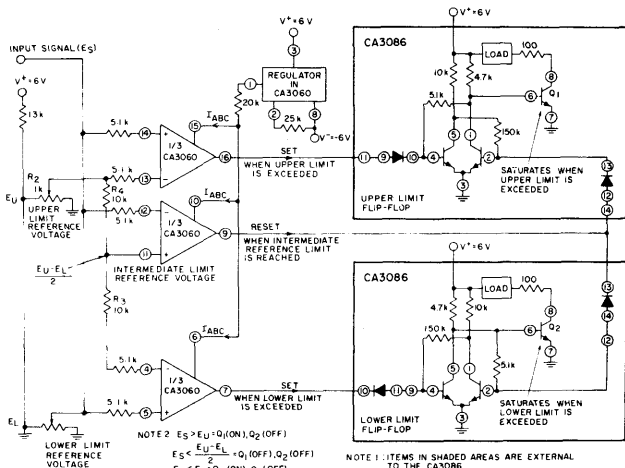 INPUT SIGNAL (ES)
V+=6V
13k
R2
1k
EU
UPPER
LIMIT
REFERENCE
VOLTAGE
EU-EL
2
5.1k
14
5.1k
13
R4
10k
12
5.1k
11
R3
10k
5.1k
4
5.1k
5
EL
LOWER LIMIT
REFERENCE
VOLTAGE
+
-
1/3
CA3060
15
IABC
16
SET
WHEN UPPER LIMIT
IS EXCEEDED
-
+
1/3
CA3060
10
IABC
9
RESET
WHEN INTERMEDIATE
REFERENCE LIMIT
IS REACHED
INTERMEDIATE LIMIT
REFERENCE VOLTAGE
-
+
1/3
CA3060
6
IABC
7
SET
WHEN LOWER LIMIT
IS EXCEEDED
V+=6V
3
REGULATOR
IN
CA3060
1
20k
2
8
25k
V-=-6V
V+=6V
CA3086
LOAD
100
10k
4.7k
8
5.1k
6
Q1
7
5
1
150k
11
9
10
4
2
3
SATURATES WHEN
UPPER LIMIT IS
EXCEEDED
UPPER LIMIT
FLIP-FLOP
13
12
14
V+=6V
CA3086
LOAD
100
4.7k
10k
8
150k
6
Q2
7
5
1
5.1k
10
11
9
4
2
3
SATURATES WHEN
LOWER LIMIT IS
EXCEEDED
LOWER LIMIT
FLIP-FLOP
13
14
12
NOTE 2 ES>EU=Q1(ON),Q2(OFF)
ES< EU-EL/2 =Q1(OFF),Q2(OFF)
NOTE 1: ITEMS IN SHADED AREAS ARE EXTERNAL
TO THE CA3086